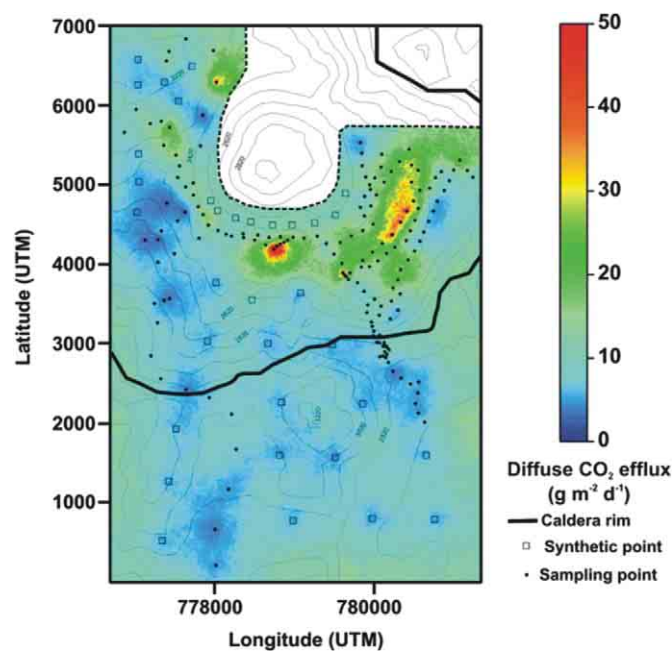 7000
6000
5000
4000
3000
2000
1000
Latitude (UTM)
778000
780000
Longitude (UTM)
50
40
30
20
10
0
Diffuse CO₂ efflux
(g m⁻² d⁻¹)
Caldera rim
Synthetic point
Sampling point